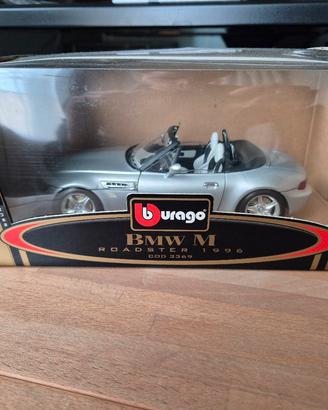 burago
BMW M
ROADSTER 1996
COD 3369